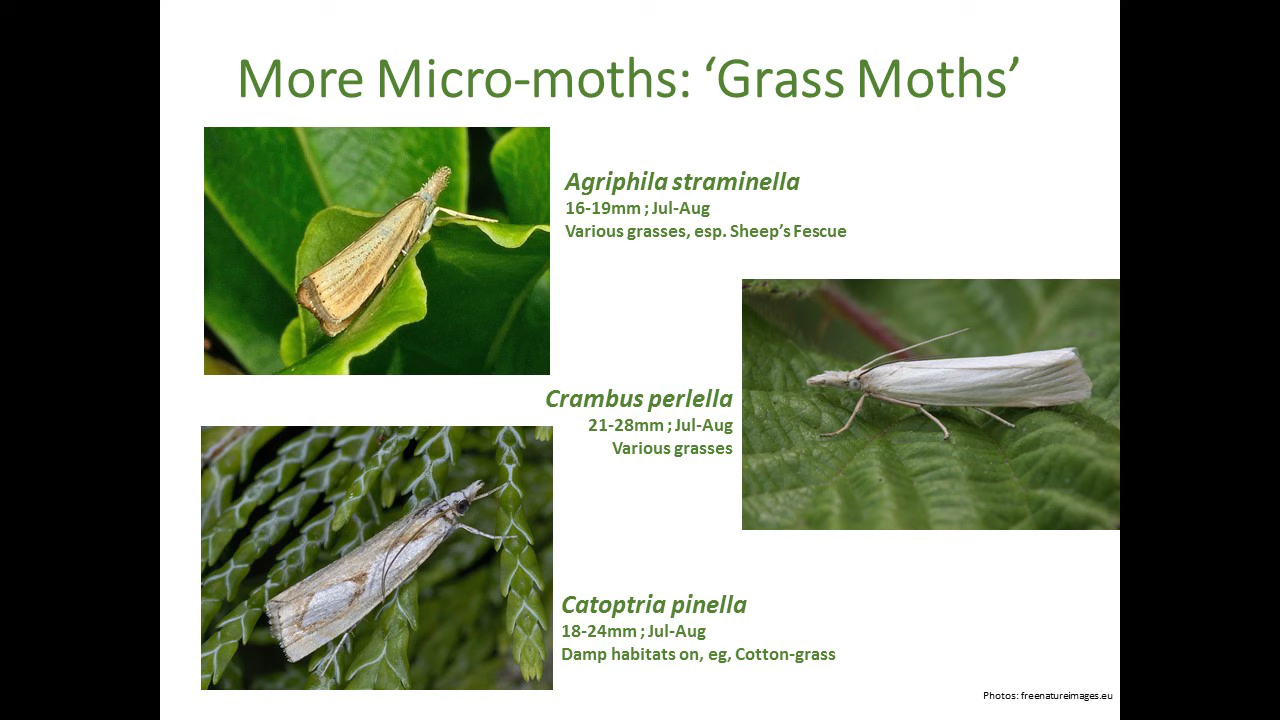 More Micro-moths: ‘Grass Moths’
Agriphila straminella
16-19mm ; Jul-Aug
Various grasses, esp. Sheep’s Fescue
Crambus perlella
21-28mm ; Jul-Aug
Various grasses
Catoptria pinella
18-24mm ; Jul-Aug
Damp habitats on, eg, Cotton-grass
Photos: freenatureimages.eu